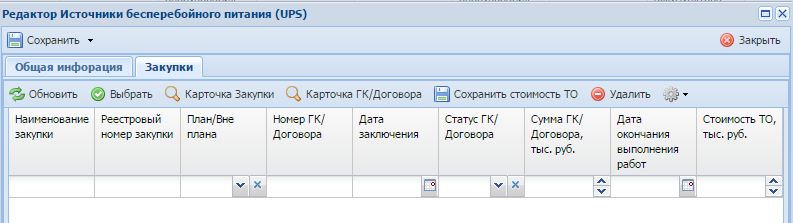 Редактор Источники бесперебойного питания (UPS)
Сохранить Закрыть
Общая инфорация Закупки
Обновить Выбрать Карточка Закупки Карточка ГК/Договора Сохранить стоимость ТО Удалить
Наименование закупки
Реестровый номер закупки
План/Вне плана
Номер ГК/ Договора
Дата заключения
Статус ГК/ Договора
Сумма ГК/ Договора, тыс. руб.
Дата окончания выполнения работ
Стоимость ТО, тыс. руб.